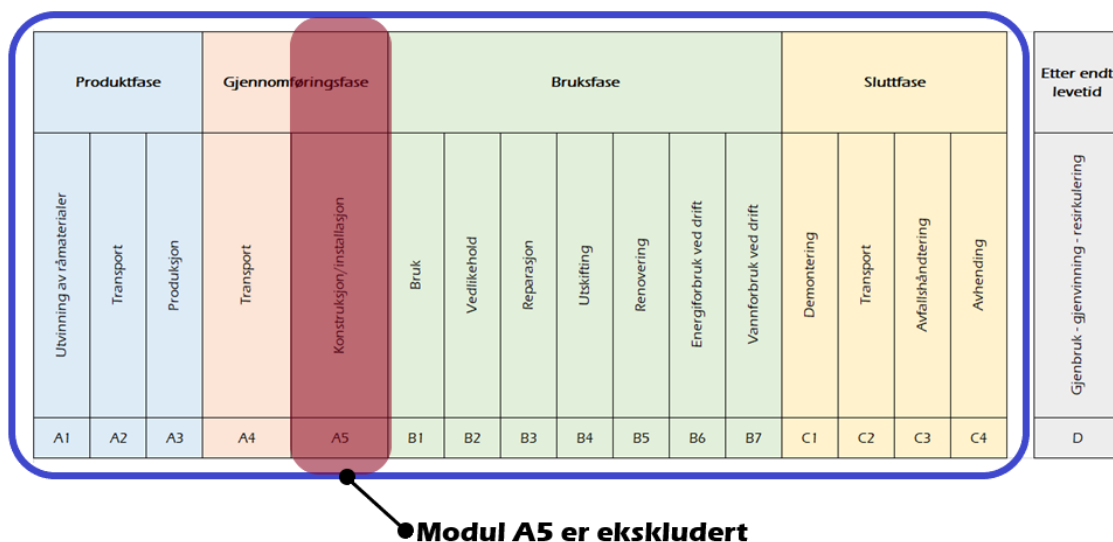 Produktfase
Gjennomføringsfase
Bruksfase
Sluttfase
Etter endt
levetid
Utvinning av råmaterialer
Transport
Produksjon
Transport
Konstruksjon/installasjon
Bruk
Vedlikehold
Reparasjon
Utskifting
Renovering
Energiforbruk ved drift
Vannforbruk ved drift
Demontering
Transport
Avfallshåndtering
Avhending
Gjenbruk - gjenvinning - resirkulering
A1
A2
A3
A4
A5
B1
B2
B3
B4
B5
B6
B7
C1
C2
C3
C4
D
Modul A5 er ekskludert